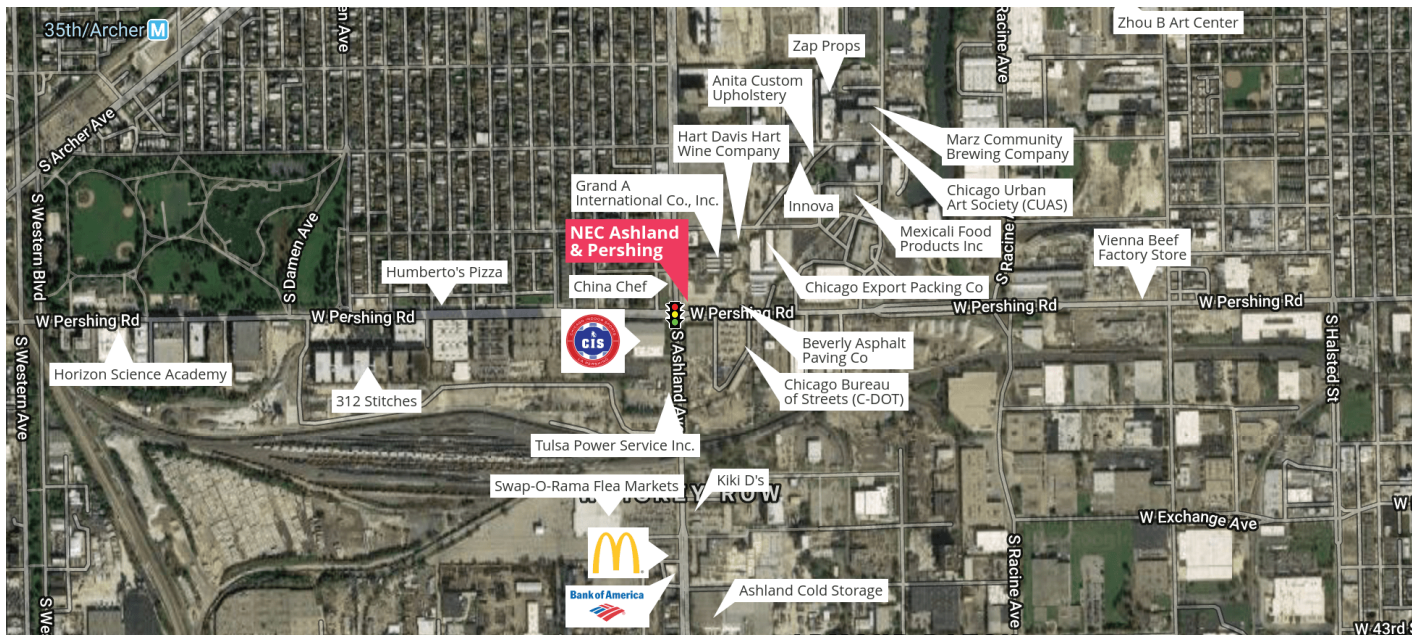 35th/Archer M
Zhou B Art Center
Racine Ave
Zap Props
Anita Custom
Upholstery
S Archer Ave
Hart Davis Hart
Wine Company
Marz Community
Brewing Company
Grand A
International Co., Inc.
Innova
Chicago Urban
Art Society (CUAS)
S Western Blvd
S Damen Ave
NEC Ashland
& Pershing
Mexicali Food
Products Inc
S Racine
Vienna Beef
Factory Store
Humberto's Pizza
China Chef
Chicago Export Packing Co
W Pershing Rd
W Pershing Rd
W Pershing Rd
W Pershing Rd
W Pershing Rd
CIS
S Western Ave
S Ashland Ave
S Halsted St
Horizon Science Academy
Beverly Asphalt
Paving Co
Chicago Bureau
of Streets (C-DOT)
312 Stitches
Tulsa Power Service Inc.
Swap-O-Rama Flea Markets
Kiki D's
ROW
W Exchange Ave
S Racine Ave
Bank of America
Ashland Cold Storage
S We
W 43rd S